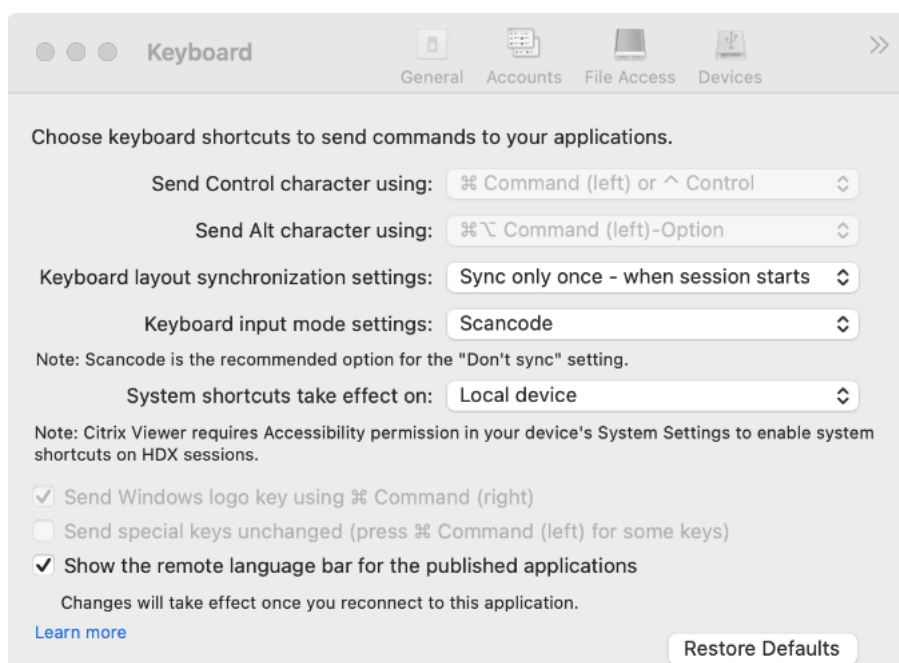 Keyboard
General Accounts File Access Devices
Choose keyboard shortcuts to send commands to your applications.
Send Control character using: ⌘ Command (left) or ^ Control
Send Alt character using: ⌘⌥ Command (left)-Option
Keyboard layout synchronization settings: Sync only once - when session starts
Keyboard input mode settings: Scancode
Note: Scancode is the recommended option for the "Don't sync" setting.
System shortcuts take effect on: Local device
Note: Citrix Viewer requires Accessibility permission in your device's System Settings to enable system
shortcuts on HDX sessions.
Send Windows logo key using ⌘ Command (right)
Send special keys unchanged (press ⌘ Command (left) for some keys)
Show the remote language bar for the published applications
Changes will take effect once you reconnect to this application.
Learn more
Restore Defaults